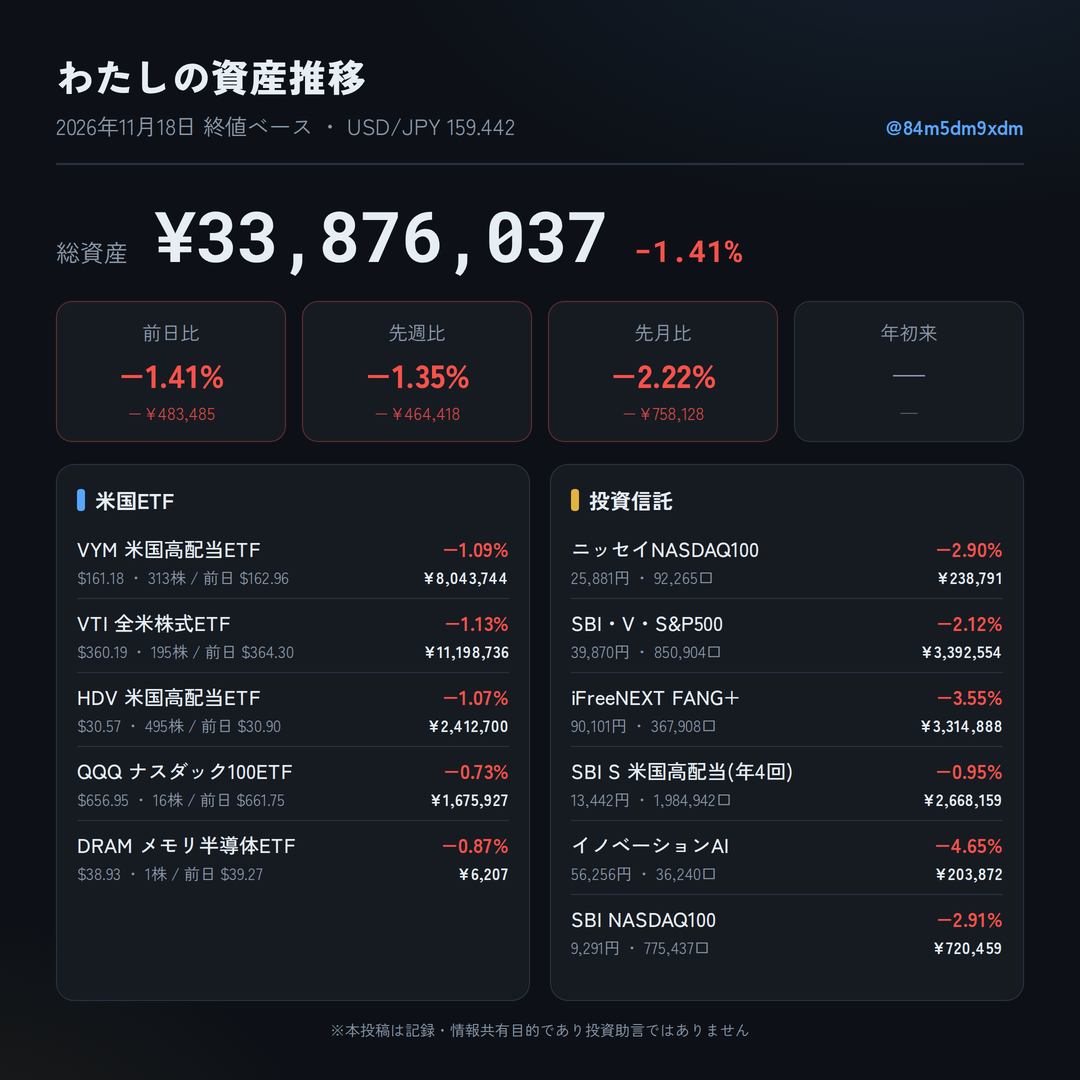 わたしの資産推移
2026年11月18日 終値ベース ・ USD/JPY 159.442
@84m5dm9xdm
総資産 ¥33,876,037 -1.41%
前日比
−1.41%
−¥483,485
先週比
−1.35%
−¥464,418
先月比
−2.22%
−¥758,128
年初来
—
—
米国ETF
VYM 米国高配当ETF −1.09%
$161.18 ・ 313株 / 前日 $162.96 ¥8,043,744
VTI 全米株式ETF −1.13%
$360.19 ・ 195株 / 前日 $364.30 ¥11,198,736
HDV 米国高配当ETF −1.07%
$30.57 ・ 495株 / 前日 $30.90 ¥2,412,700
QQQ ナスダック100ETF −0.73%
$656.95 ・ 16株 / 前日 $661.75 ¥1,675,927
DRAM メモリ半導体ETF −0.87%
$38.93 ・ 1株 / 前日 $39.27 ¥6,207
投資信託
ニッセイNASDAQ100 −2.90%
25,881円 ・ 92,265口 ¥238,791
SBI・V・S&P500 −2.12%
39,870円 ・ 850,904口 ¥3,392,554
iFreeNEXT FANG+ −3.55%
90,101円 ・ 367,908口 ¥3,314,888
SBI S 米国高配当(年4回) −0.95%
13,442円 ・ 1,984,942口 ¥2,668,159
イノベーションAI −4.65%
56,256円 ・ 36,240口 ¥203,872
SBI NASDAQ100 −2.91%
9,291円 ・ 775,437口 ¥720,459
※本投稿は記録・情報共有目的であり投資助言ではありません